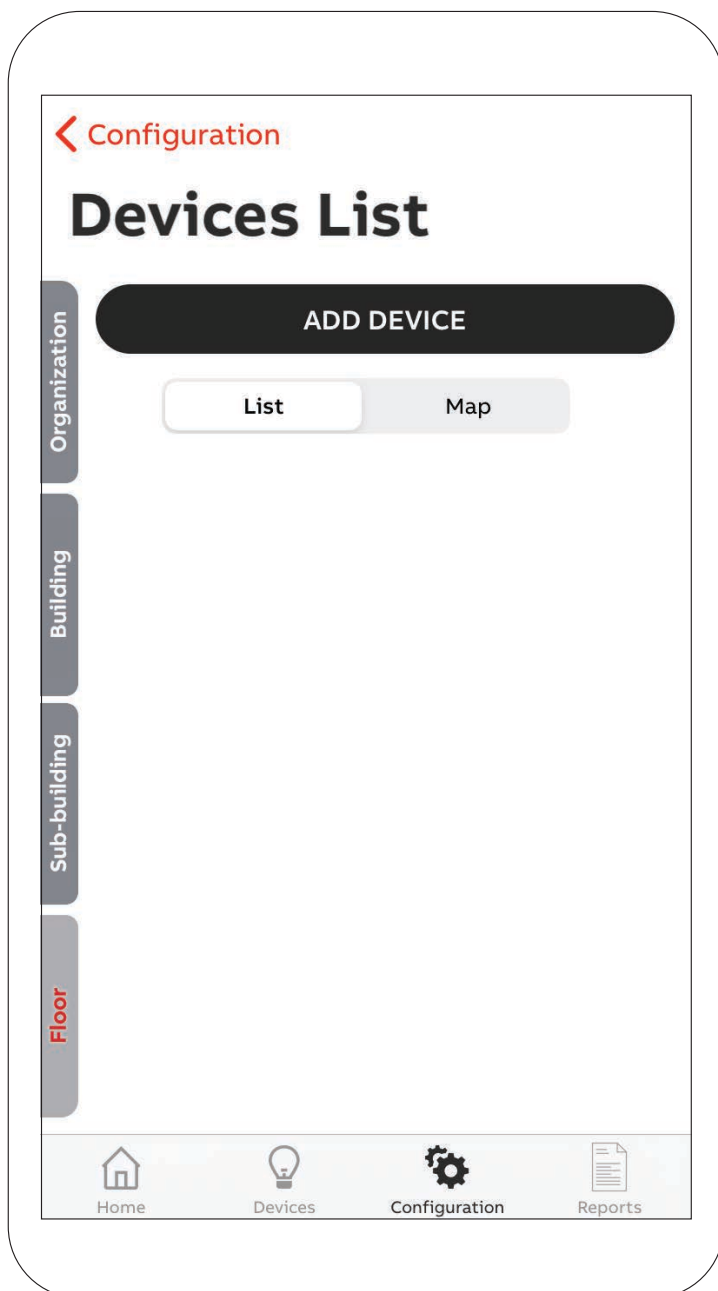 Configuration
Devices List
Organization
ADD DEVICE
List Map
Building
Sub-building
Floor
Home Devices Configuration Reports